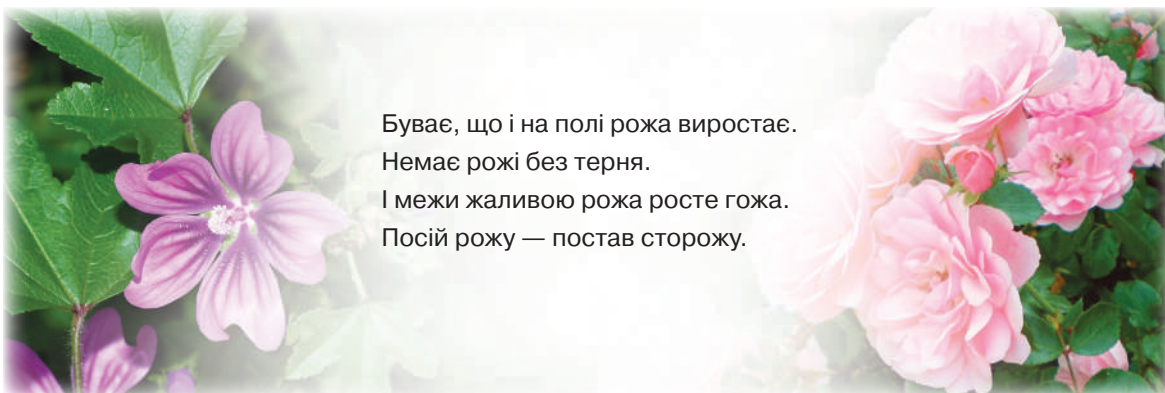 Буває, що і на полі рожа виростає.
Немає рожі без терня.
І межи жаливою рожа росте гожа.
Посій рожу — постав сторожу.